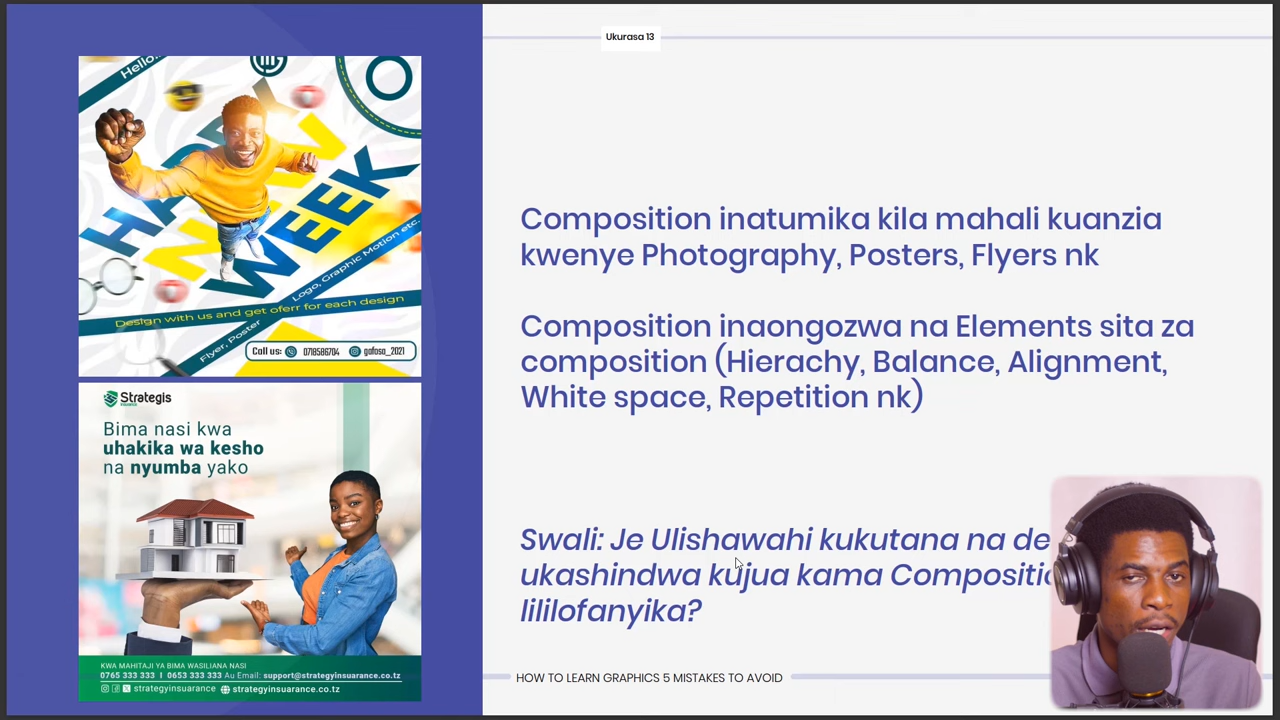 Ukurasa 13
Hello..
HAPPY
NEW
WEEK
Logo, Graphic Motion etc.
Design with us and get oferr for each design
Flyer, Poster
Call us: 0718586704 gofosa_2021
Strategis
Bima nasi kwa
uhakika wa kesho
na nyumba yako
KWA MAHITAJI YA BIMA WASILIANA NASI
0765 333 333 I 0653 333 333 Au Email: support@strategyinsuarance.co.tz
strategyinsuarance strategyinsuarance.co.tz
Composition inatumika kila mahali kuanzia
kwenye Photography, Posters, Flyers nk
Composition inaongozwa na Elements sita za
composition (Hierachy, Balance, Alignment,
White space, Repetition nk)
Swali: Je Ulishawahi kukutana na de
ukashindwa kujua kama Compositio
lililofanyika?
HOW TO LEARN GRAPHICS 5 MISTAKES TO AVOID